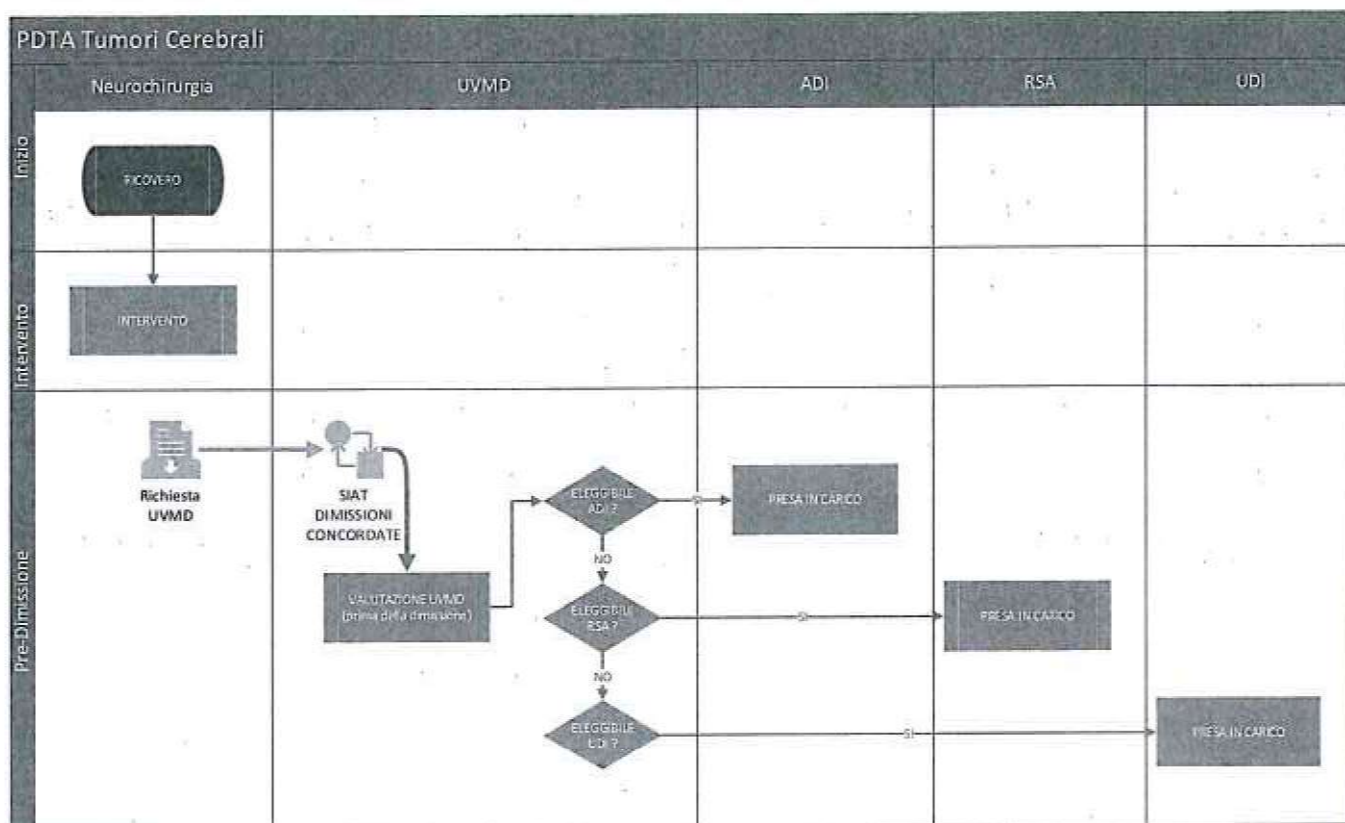 PDTA Tumori Cerebrali
Neurochirurgia
UVMD
ADI
RSA
UDI
Inizio
RICOVERO
Intervento
INTERVENTO
Pre-Dimissione
Richiesta
UVMD
SIAT
DIMISSIONI
CONCORDATE
VALUTAZIONE UVMD
(prima della dimissione)
ELEGGIBILE
ADI ?
SI
PRESA IN CARICO
NO
ELEGGIBILE
RSA ?
SI
PRESA IN CARICO
NO
ELEGGIBILE
UDI ?
SI
PRESA IN CARICO